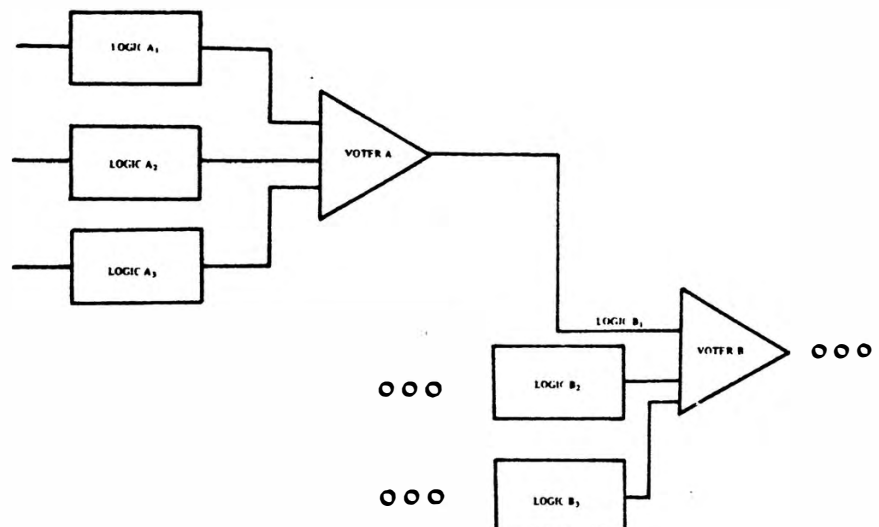 LOGIC A₁
LOGIC A₂
VOTER A
LOGIC A₃
LOGIC B₁
VOTER B
LOGIC B₂
LOGIC B₃